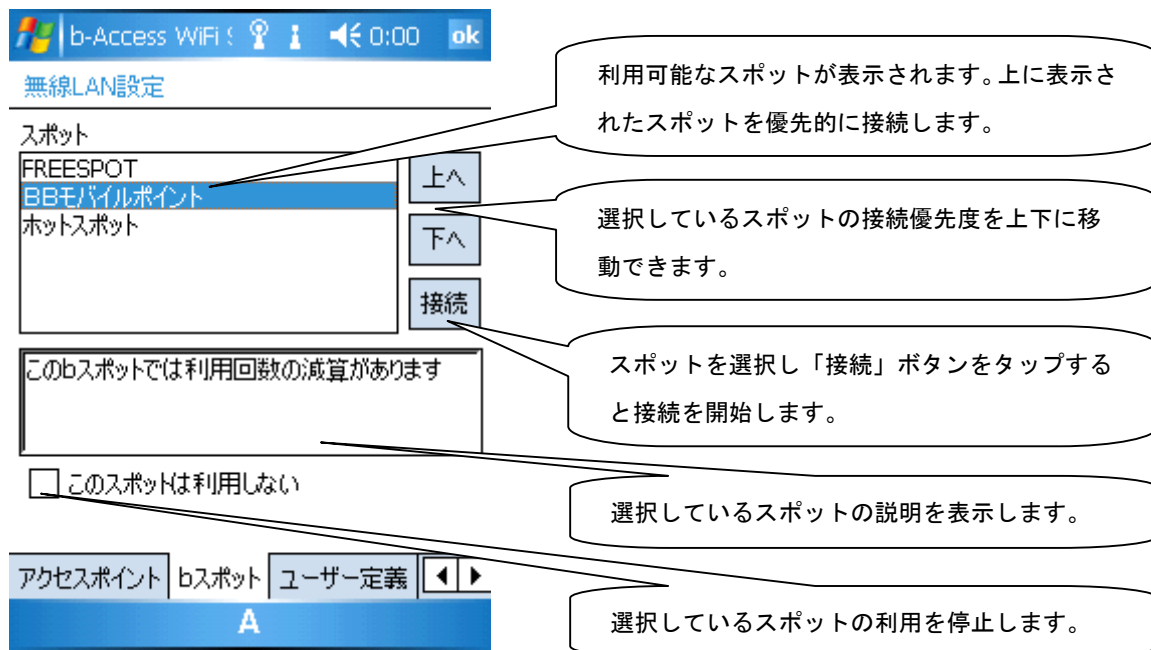 b-Access WiFi S 0:00 ok
無線LAN設定
スポット
FREESPOT
BBモバイルポイント
ホットスポット
上へ
下へ
接続
このbスポットでは利用回数の減算があります
このスポットは利用しない
アクセスポイント bスポット ユーザー定義
A
利用可能なスポットが表示されます。上に表示さ
れたスポットを優先的に接続します。
選択しているスポットの接続優先度を上下に移
動できます。
スポットを選択し「接続」ボタンをタップする
と接続を開始します。
選択しているスポットの説明を表示します。
選択しているスポットの利用を停止します。